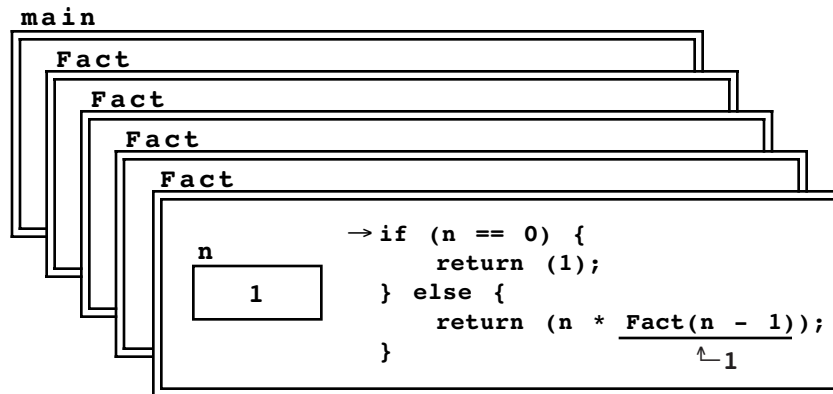 main
Fact
Fact
Fact
Fact
n
1
→ if (n == 0) {
return (1);
} else {
return (n * Fact(n - 1));
}
1